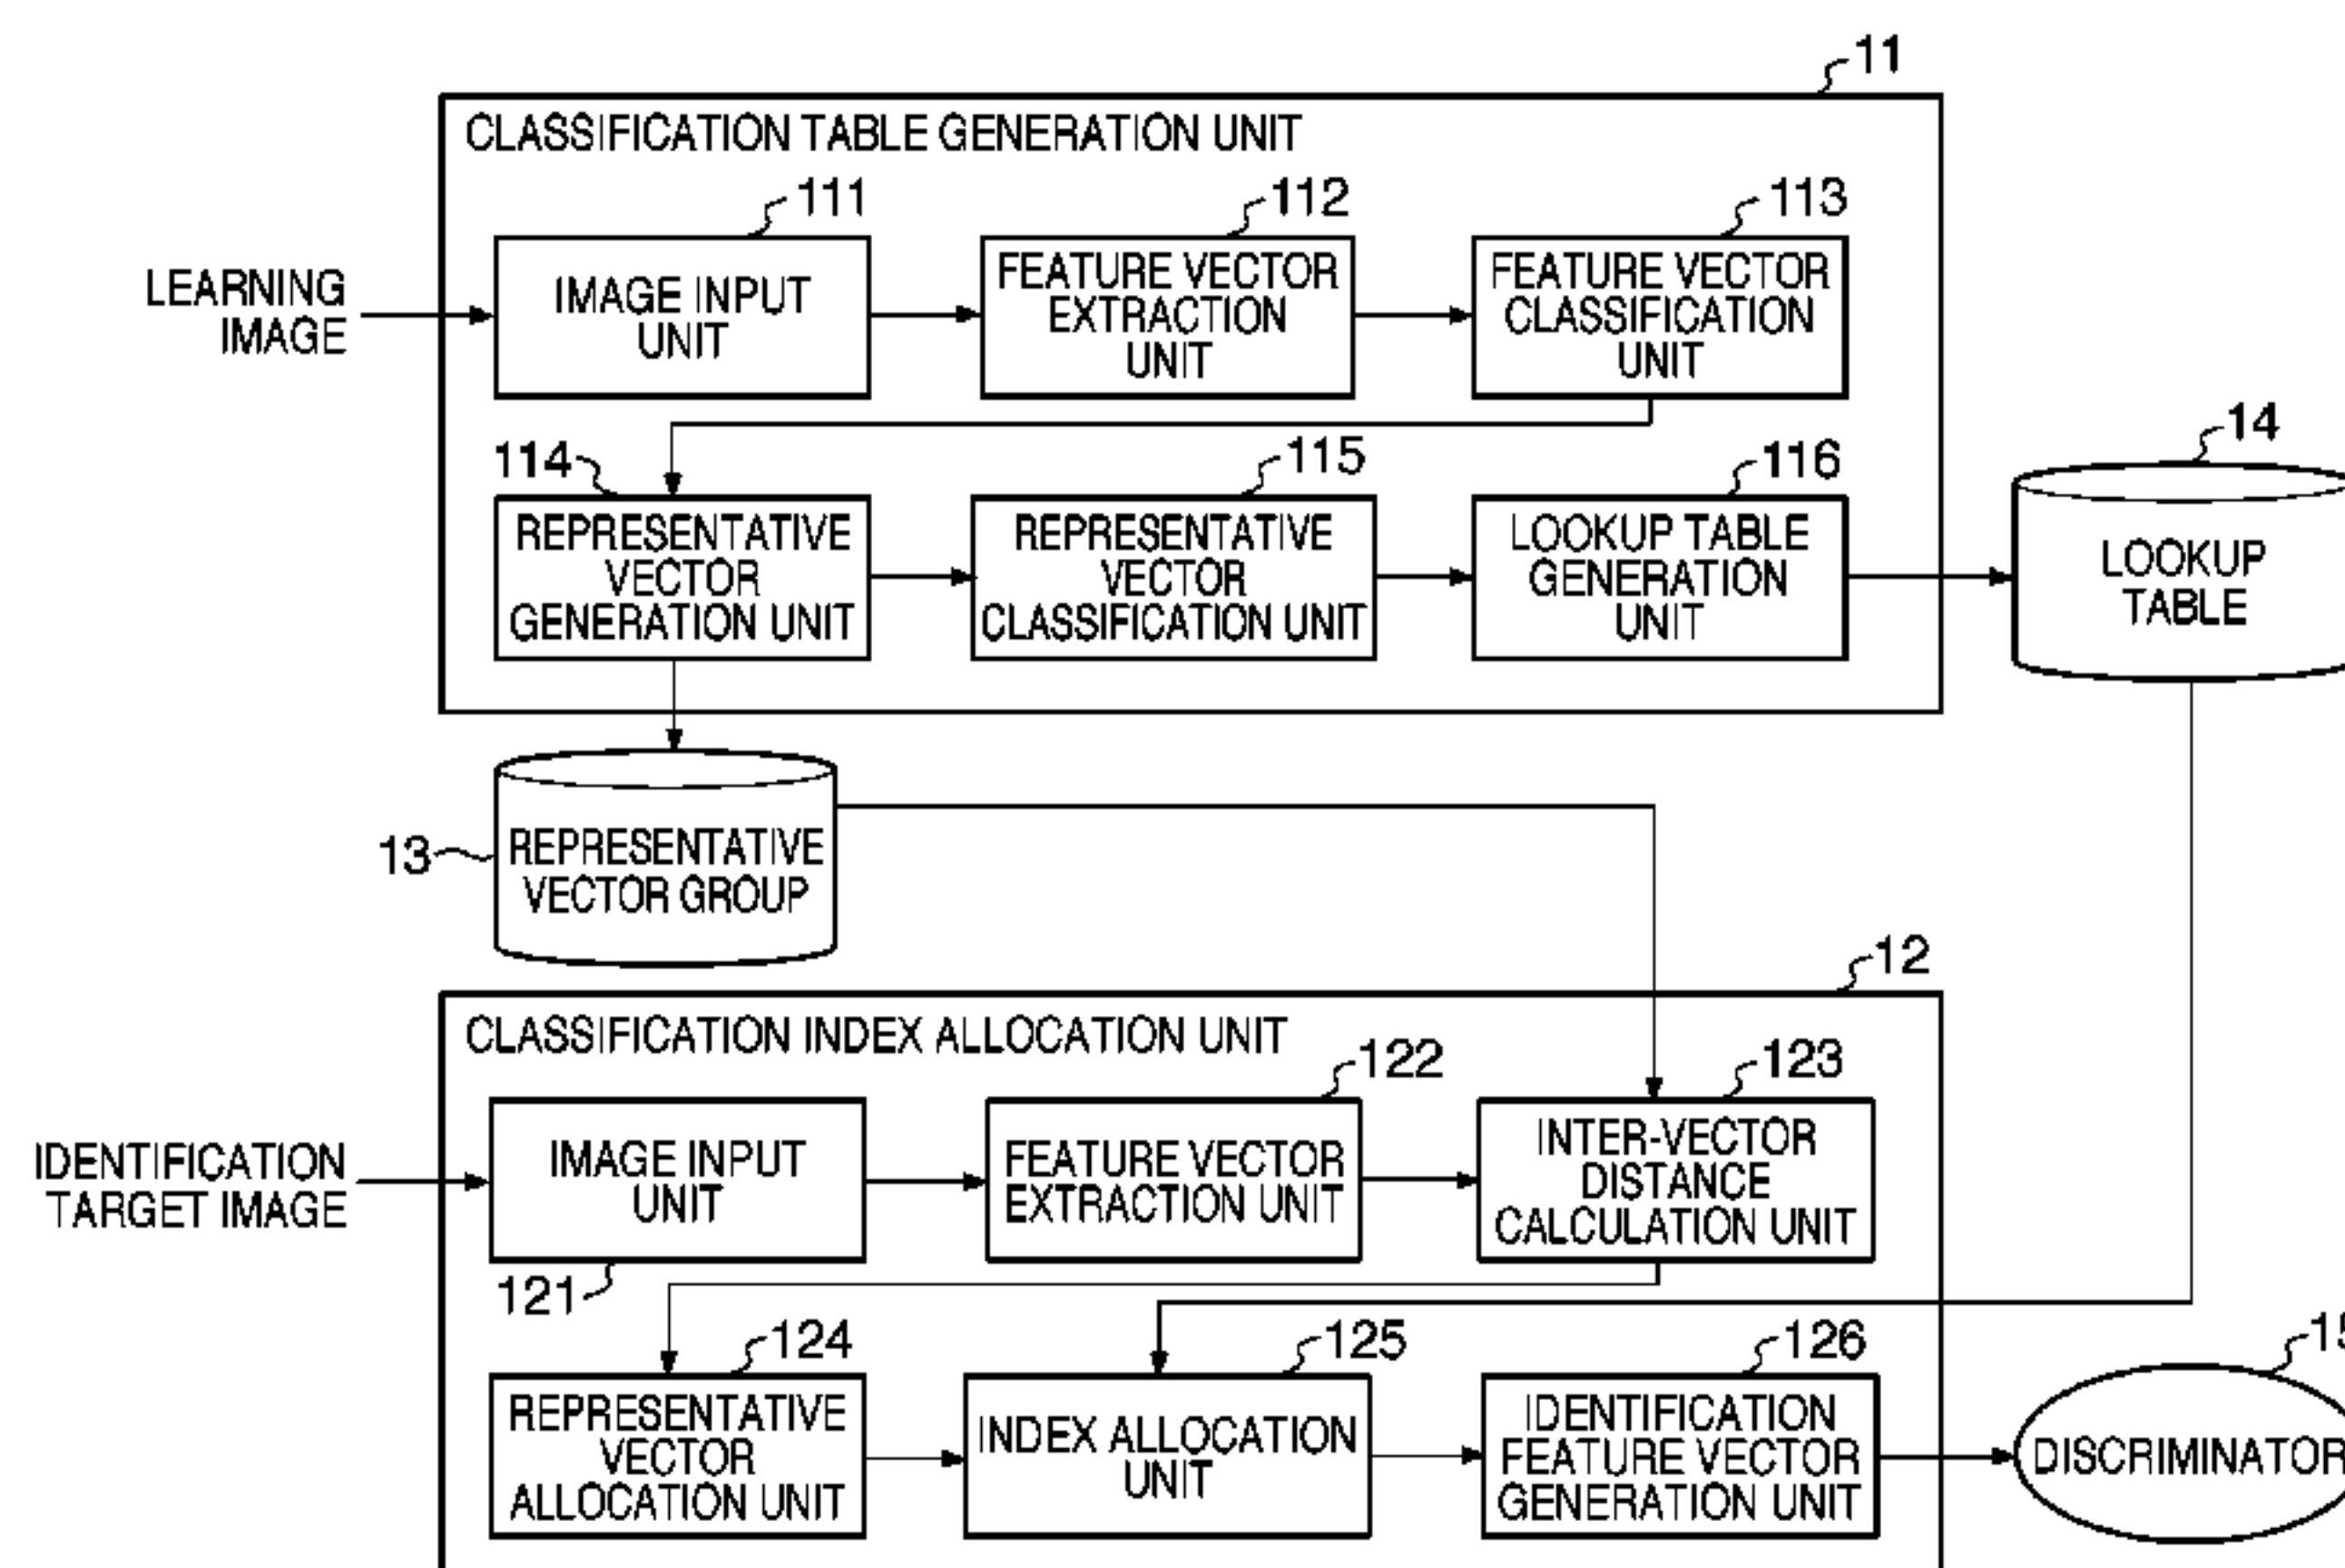 11
CLASSIFICATION TABLE GENERATION UNIT
111
112
113
LEARNING
IMAGE
IMAGE INPUT
UNIT
FEATURE VECTOR
EXTRACTION
UNIT
FEATURE VECTOR
CLASSIFICATION
UNIT
114
115
116
14
REPRESENTATIVE
VECTOR
GENERATION UNIT
REPRESENTATIVE
VECTOR
CLASSIFICATION UNIT
LOOKUP TABLE
GENERATION
UNIT
LOOKUP
TABLE
13
REPRESENTATIVE
VECTOR GROUP
12
CLASSIFICATION INDEX ALLOCATION UNIT
122
123
IDENTIFICATION
TARGET IMAGE
IMAGE INPUT
UNIT
FEATURE VECTOR
EXTRACTION UNIT
INTER-VECTOR
DISTANCE
CALCULATION UNIT
121
124
125
126
REPRESENTATIVE
VECTOR
ALLOCATION UNIT
INDEX ALLOCATION
UNIT
IDENTIFICATION
FEATURE VECTOR
GENERATION UNIT
DISCRIMINATOR